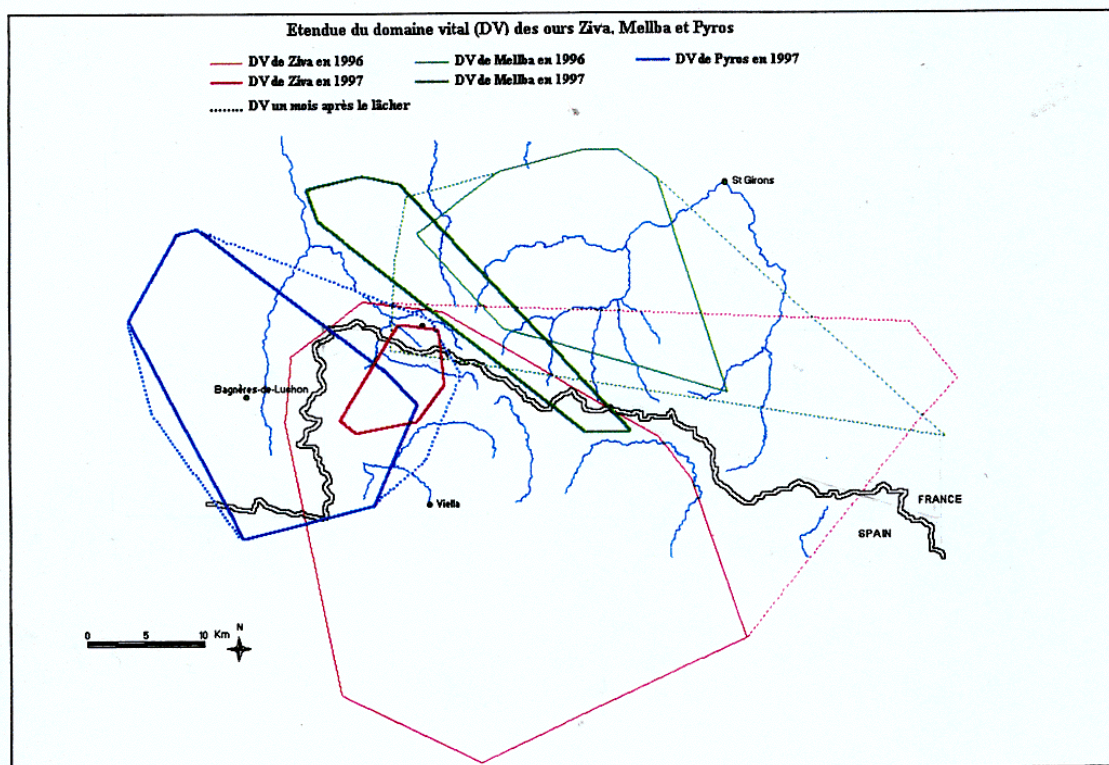 Etendue du domaine vital (DV) des ours Ziva, Mellba et Pyros
DV de Ziva en 1996
DV de Mellba en 1996
DV de Pyros en 1997
DV de Ziva en 1997
DV de Mellba en 1997
DV un mois après le lâcher
St Girons
Bagnères-de-Luchon
Viella
FRANCE
SPAIN
0 5 10 Km N